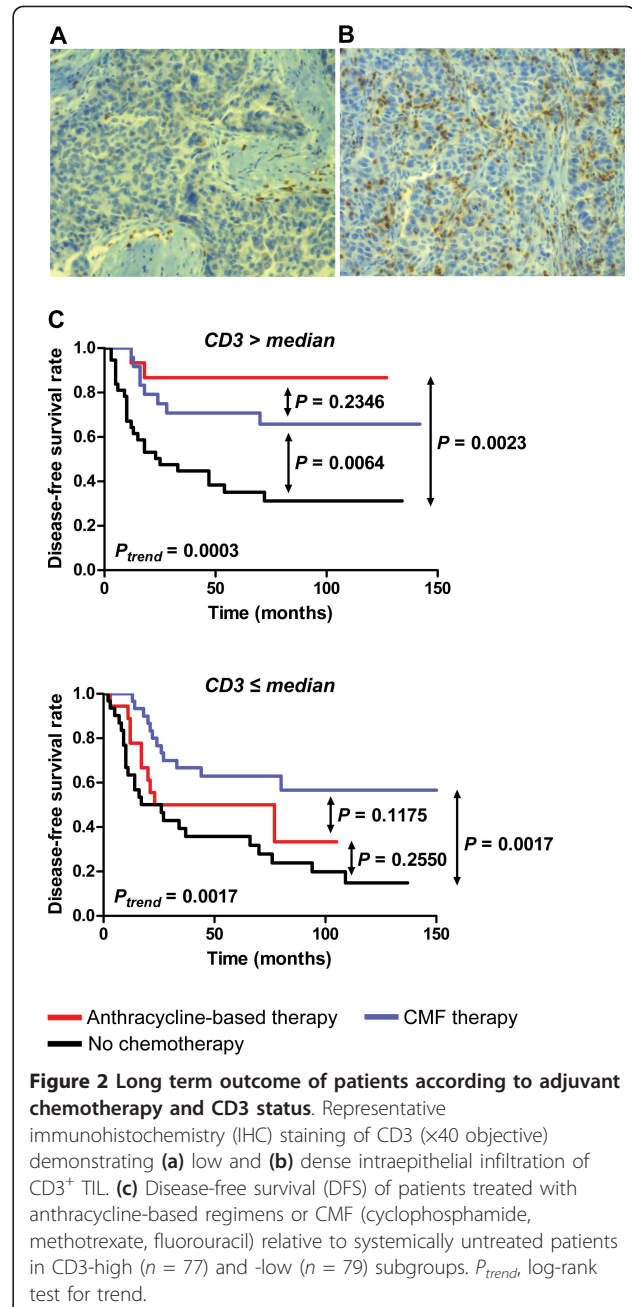 A
B
C
CD3 > median
Disease-free survival rate
1.0
0.8
0.6
0.4
0.2
0.0
P = 0.2346
P = 0.0064
P = 0.0023
P_trend = 0.0003
0 50 100 150
Time (months)
CD3 ≤ median
Disease-free survival rate
1.0
0.8
0.6
0.4
0.2
0.0
P = 0.1175
P = 0.2550
P = 0.0017
P_trend = 0.0017
0 50 100 150
Time (months)
Anthracycline-based therapy CMF therapy
No chemotherapy
Figure 2 Long term outcome of patients according to adjuvant
chemotherapy and CD3 status. Representative
immunohistochemistry (IHC) staining of CD3 (×40 objective)
demonstrating (a) low and (b) dense intraepithelial infiltration of
CD3⁺ TIL. (c) Disease-free survival (DFS) of patients treated with
anthracycline-based regimens or CMF (cyclophosphamide,
methotrexate, fluorouracil) relative to systemically untreated patients
in CD3-high (n = 77) and -low (n = 79) subgroups. P_trend, log-rank
test for trend.